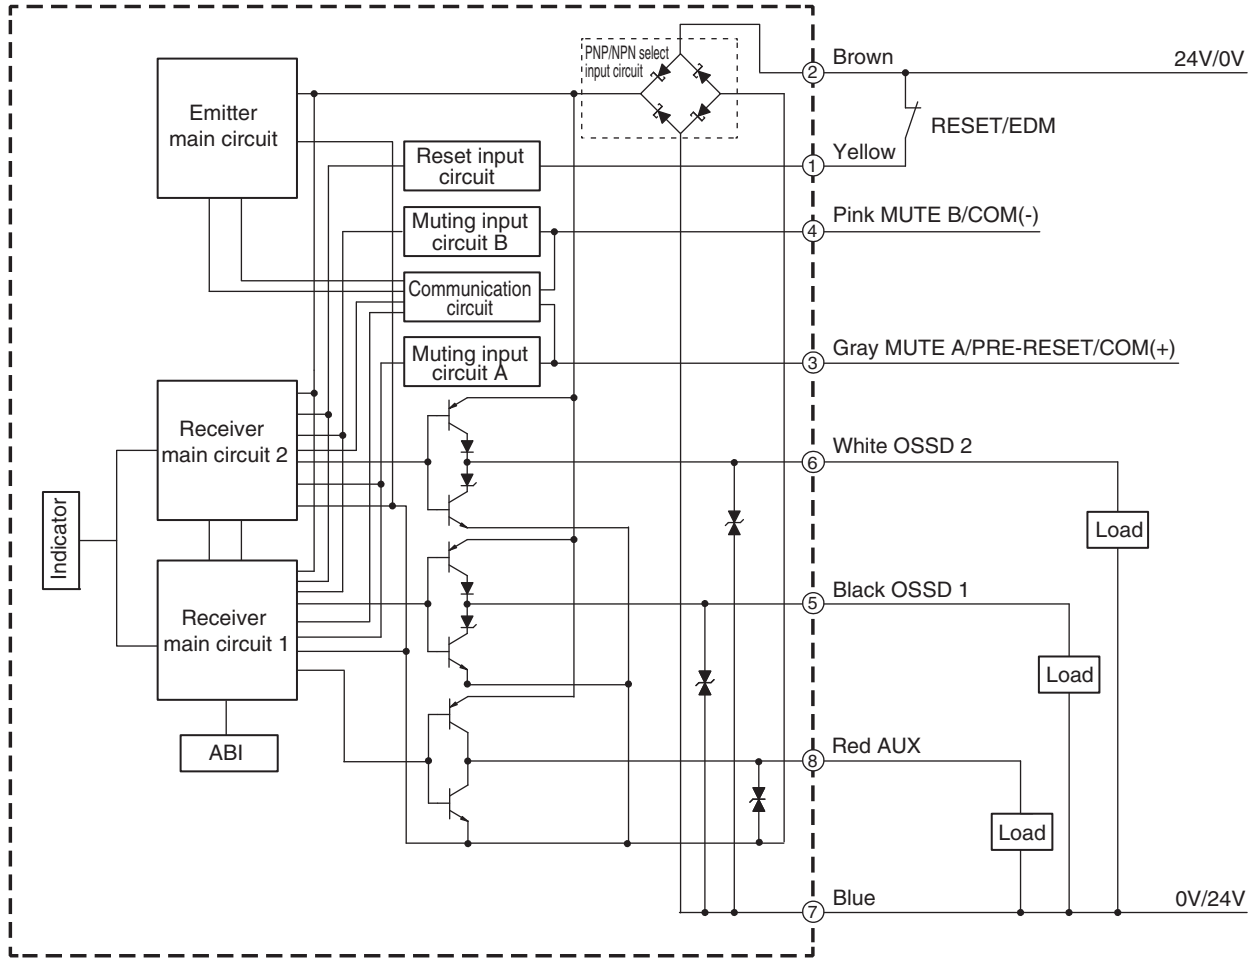 PNP/NPN select
input circuit
2
Brown
24V/0V
Emitter
main circuit
RESET/EDM
Reset input
circuit
1
Yellow
Muting input
circuit B
4
Pink MUTE B/COM(-)
Communication
circuit
Muting input
circuit A
3
Gray MUTE A/PRE-RESET/COM(+)
Receiver
main circuit 2
6
White OSSD 2
Load
Indicator
Receiver
main circuit 1
5
Black OSSD 1
Load
ABI
8
Red AUX
Load
7
Blue
0V/24V